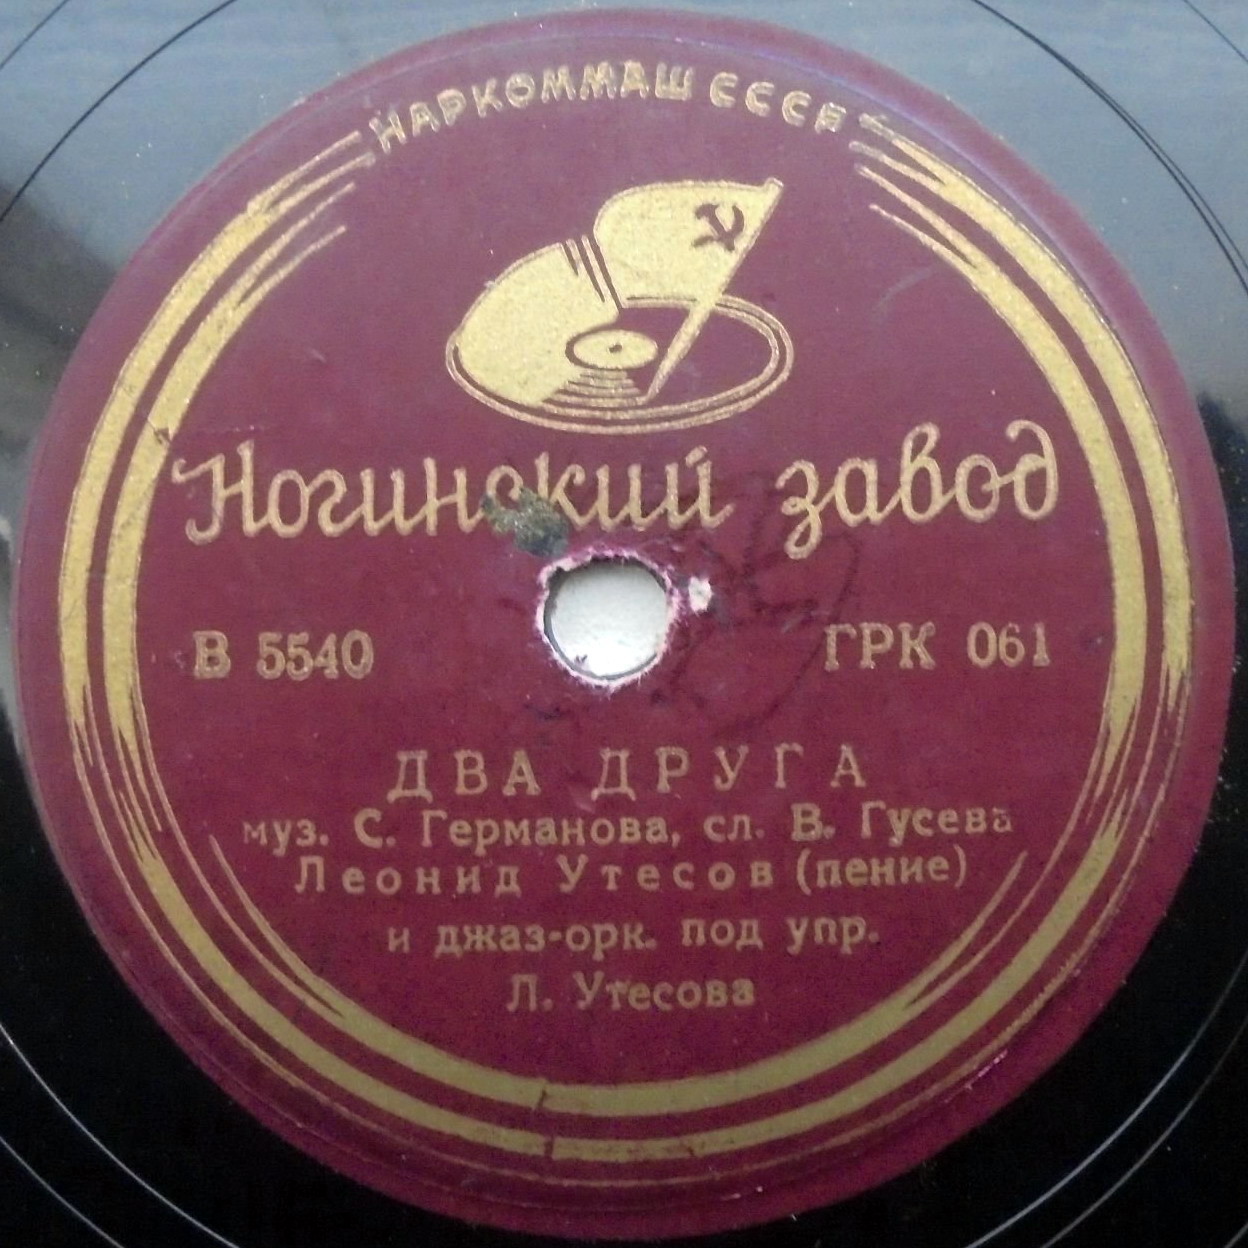 НАРКОММАШ СССР
Ногинский завод
В 5540 ГРК 061
ДВА ДРУГА
муз. С. Германова, сл. В. Гусева
Леонид Утесов (пение)
и джаз-орк. под упр.
Л. Утесова